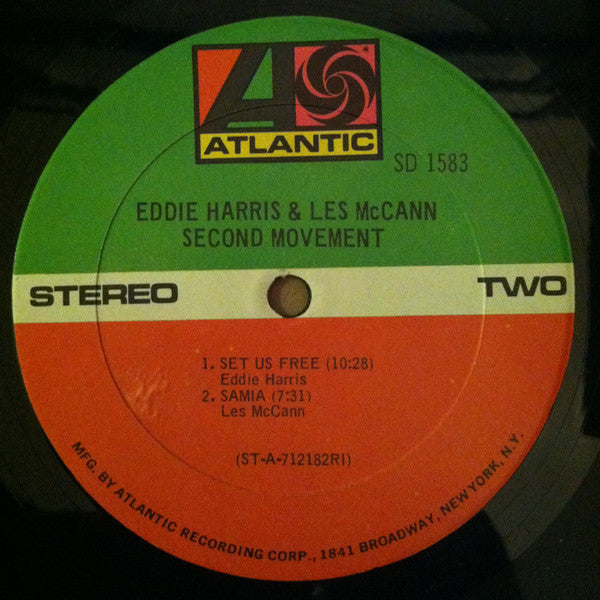 ATLANTIC
SD 1583
EDDIE HARRIS & LES McCANN
SECOND MOVEMENT
STEREO
TWO
1. SET US FREE (10:28)
Eddie Harris
2. SAMIA (7:31)
Les McCann
(ST-A-712182RI)
MFG. BY ATLANTIC RECORDING CORP., 1841 BROADWAY, NEW YORK, N.Y.